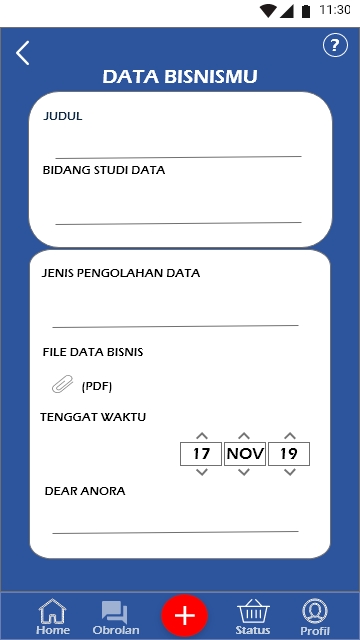 11:30
?
DATA BISNISMU
JUDUL
BIDANG STUDI DATA
JENIS PENGOLAHAN DATA
FILE DATA BISNIS
(PDF)
TENGGAT WAKTU
17 NOV 19
DEAR ANORA
Home Obrolan + Status Profil